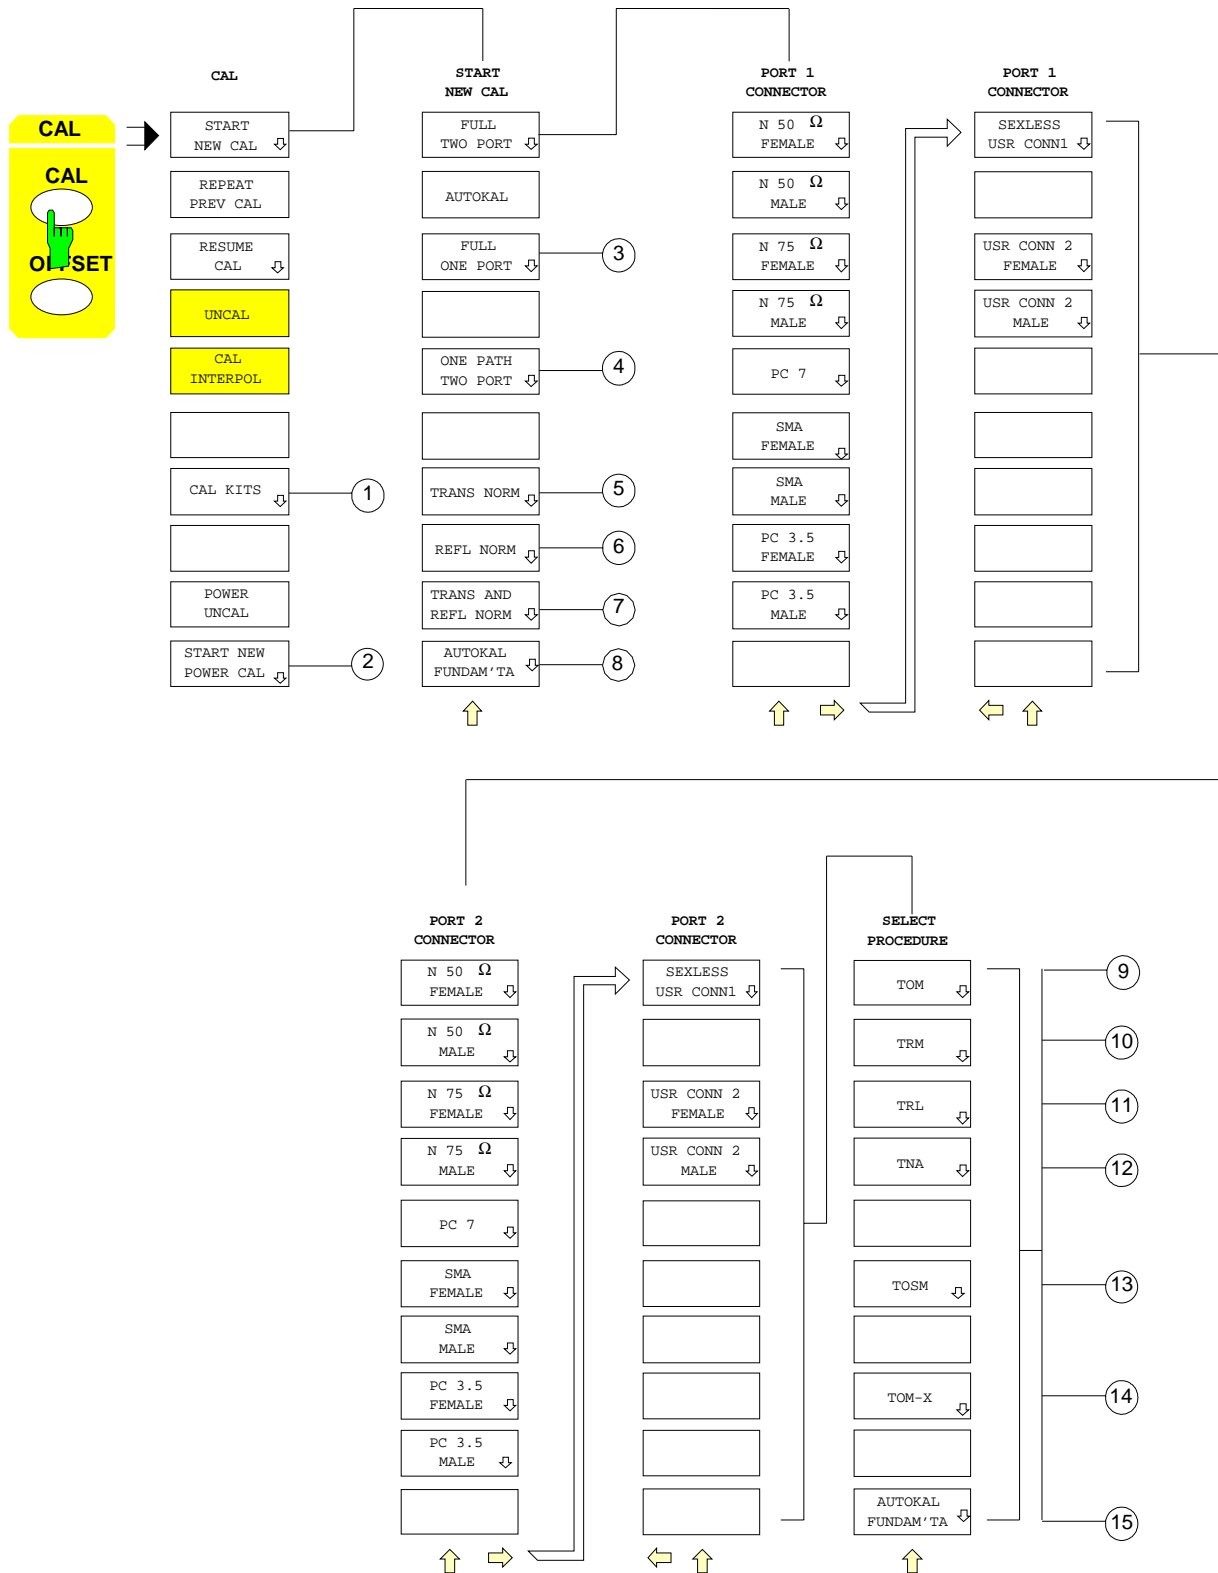 CAL
CAL
OFFSET
CAL
START
NEW CAL
REPEAT
PREV CAL
RESUME
CAL
UNCAL
CAL
INTERPOL
CAL KITS
1
POWER
UNCAL
START NEW
POWER CAL
2
START
NEW CAL
FULL
TWO PORT
AUTOKAL
FULL
ONE PORT
3
ONE PATH
TWO PORT
4
TRANS NORM
5
REFL NORM
6
TRANS AND
REFL NORM
7
AUTOKAL
FUNDAM'TA
8
PORT 1
CONNECTOR
N 50 Ω
FEMALE
N 50 Ω
MALE
N 75 Ω
FEMALE
N 75 Ω
MALE
PC 7
SMA
FEMALE
SMA
MALE
PC 3.5
FEMALE
PC 3.5
MALE
PORT 1
CONNECTOR
SEXLESS
USR CONN1
USR CONN 2
FEMALE
USR CONN 2
MALE
PORT 2
CONNECTOR
N 50 Ω
FEMALE
N 50 Ω
MALE
N 75 Ω
FEMALE
N 75 Ω
MALE
PC 7
SMA
FEMALE
SMA
MALE
PC 3.5
FEMALE
PC 3.5
MALE
PORT 2
CONNECTOR
SEXLESS
USR CONN1
USR CONN 2
FEMALE
USR CONN 2
MALE
SELECT
PROCEDURE
TOM
9
TRM
10
TRL
11
TNA
12
TOSM
13
TOM-X
14
AUTOKAL
FUNDAM'TA
15